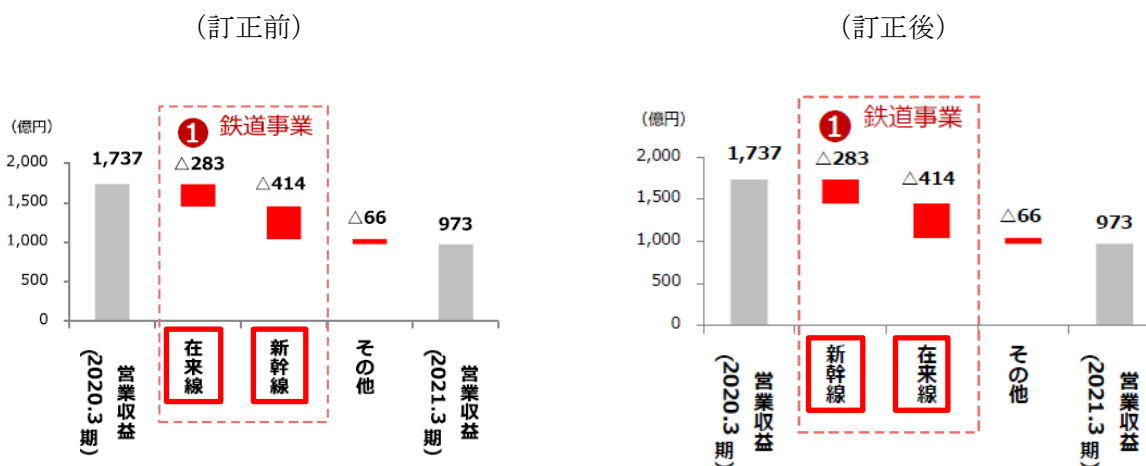 (訂正前)
(億円)
❶ 鉄道事業
2,000
1,500
1,000
500
0
1,737
△283
△414
△66
973
営業収益
(2020.3期)
在来線
新幹線
その他
営業収益
(2021.3期)
(訂正後)
(億円)
❶ 鉄道事業
2,000
1,500
1,000
500
0
1,737
△283
△414
△66
973
営業収益
(2020.3期)
新幹線
在来線
その他
営業収益
(2021.3期)